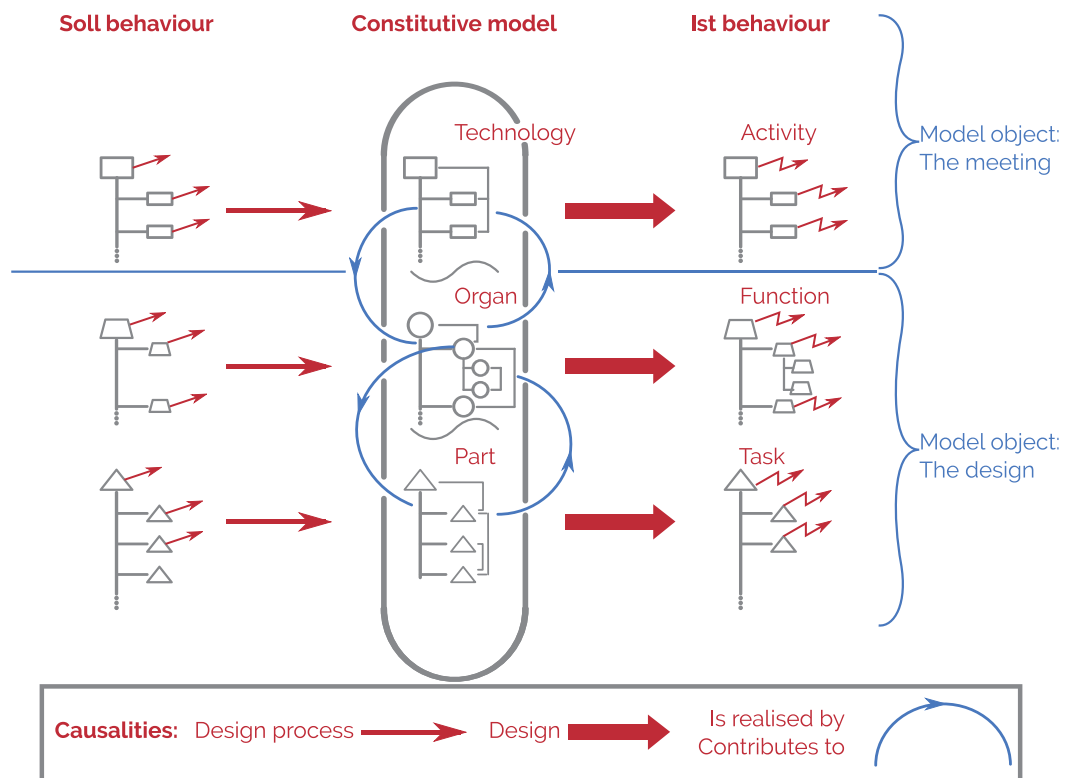 Soll behaviour
Constitutive model
Ist behaviour
Technology
Activity
Model object:
The meeting
Organ
Function
Part
Task
Model object:
The design
Causalities: Design process
Design
Is realised by
Contributes to